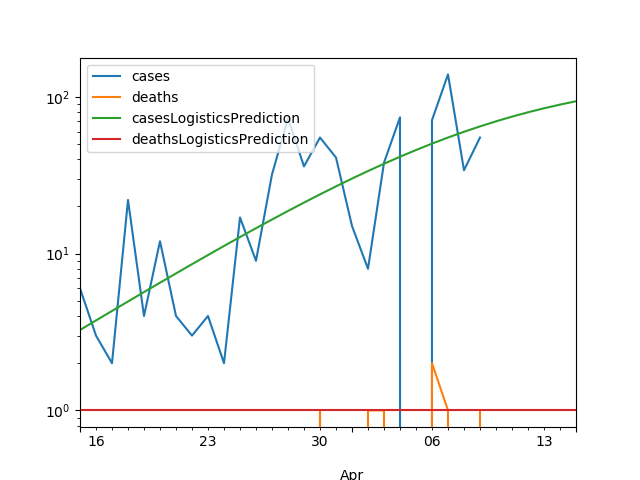 cases
deaths
casesLogisticsPrediction
deathsLogisticsPrediction
10²
10¹
10⁰
16 23 30 06 13
Apr